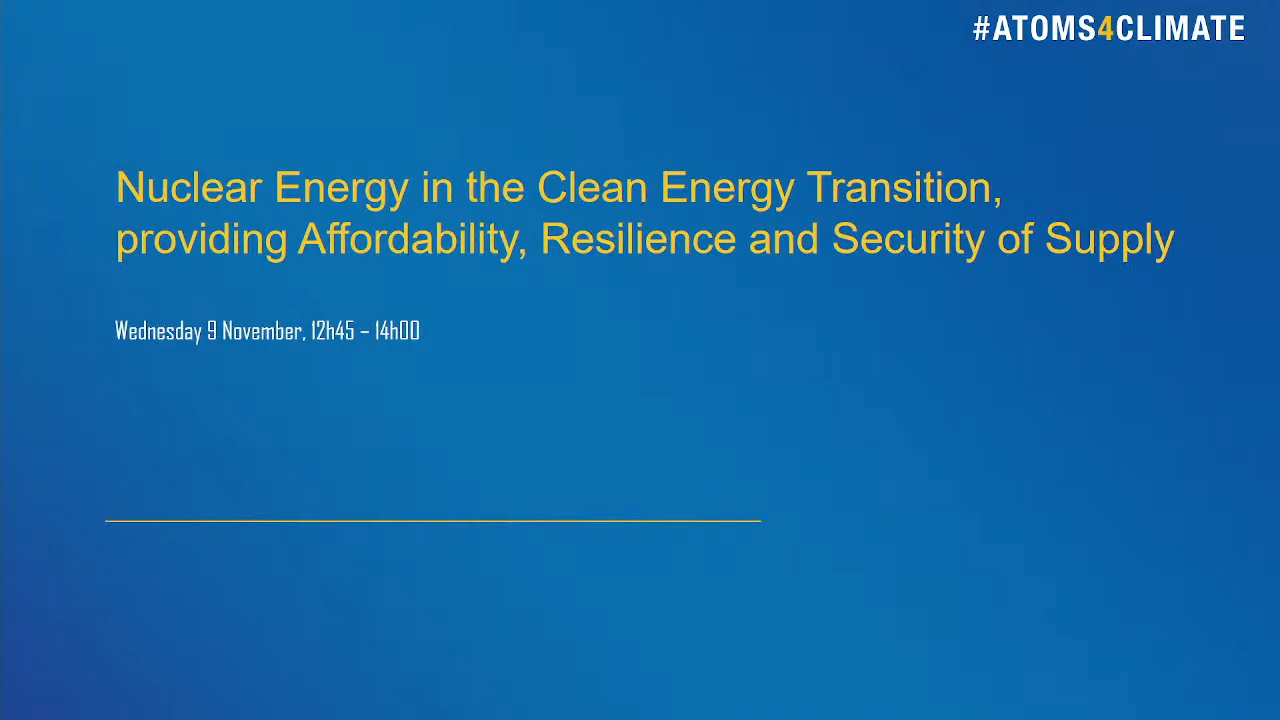 #ATOMS4CLIMATE
Nuclear Energy in the Clean Energy Transition,
providing Affordability, Resilience and Security of Supply
Wednesday 9 November, 12h45 – 14h00